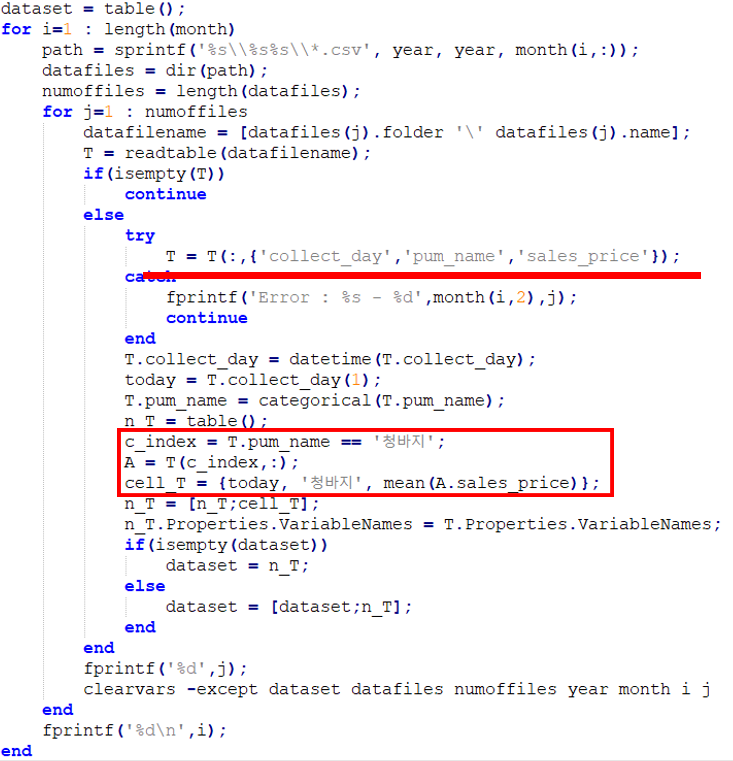 dataset = table();
for i=1 : length(month)
    path = sprintf('%s\\%s%s\\*.csv', year, year, month(i,:));
    datafiles = dir(path);
    numoffiles = length(datafiles);
    for j=1 : numoffiles
        datafilename = [datafiles(j).folder '\' datafiles(j).name];
        T = readtable(datafilename);
        if(isempty(T))
            continue
        else
            try
                T = T(:,{'collect_day','pum_name','sales_price'});
            catch
                fprintf('Error : %s - %d',month(i,2),j);
                continue
            end
            T.collect_day = datetime(T.collect_day);
            today = T.collect_day(1);
            T.pum_name = categorical(T.pum_name);
            n_T = table();
            c_index = T.pum_name == '청바지';
            A = T(c_index,:);
            cell_T = {today, '청바지', mean(A.sales_price)};
            n_T = [n_T;cell_T];
            n_T.Properties.VariableNames = T.Properties.VariableNames;
            if(isempty(dataset))
                dataset = n_T;
            else
                dataset = [dataset;n_T];
            end
        end
        fprintf('%d',j);
        clearvars -except dataset datafiles numoffiles year month i j
    end
    fprintf('%d\n',i);
end